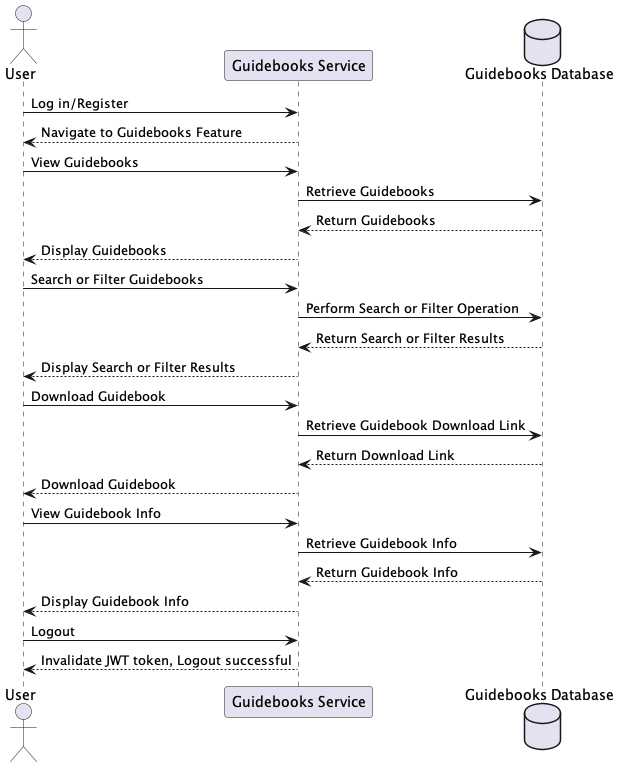 User
Guidebooks Service
Guidebooks Database
Log in/Register
Navigate to Guidebooks Feature
View Guidebooks
Retrieve Guidebooks
Return Guidebooks
Display Guidebooks
Search or Filter Guidebooks
Perform Search or Filter Operation
Return Search or Filter Results
Display Search or Filter Results
Download Guidebook
Retrieve Guidebook Download Link
Return Download Link
Download Guidebook
View Guidebook Info
Retrieve Guidebook Info
Return Guidebook Info
Display Guidebook Info
Logout
Invalidate JWT token, Logout successful
User
Guidebooks Service
Guidebooks Database